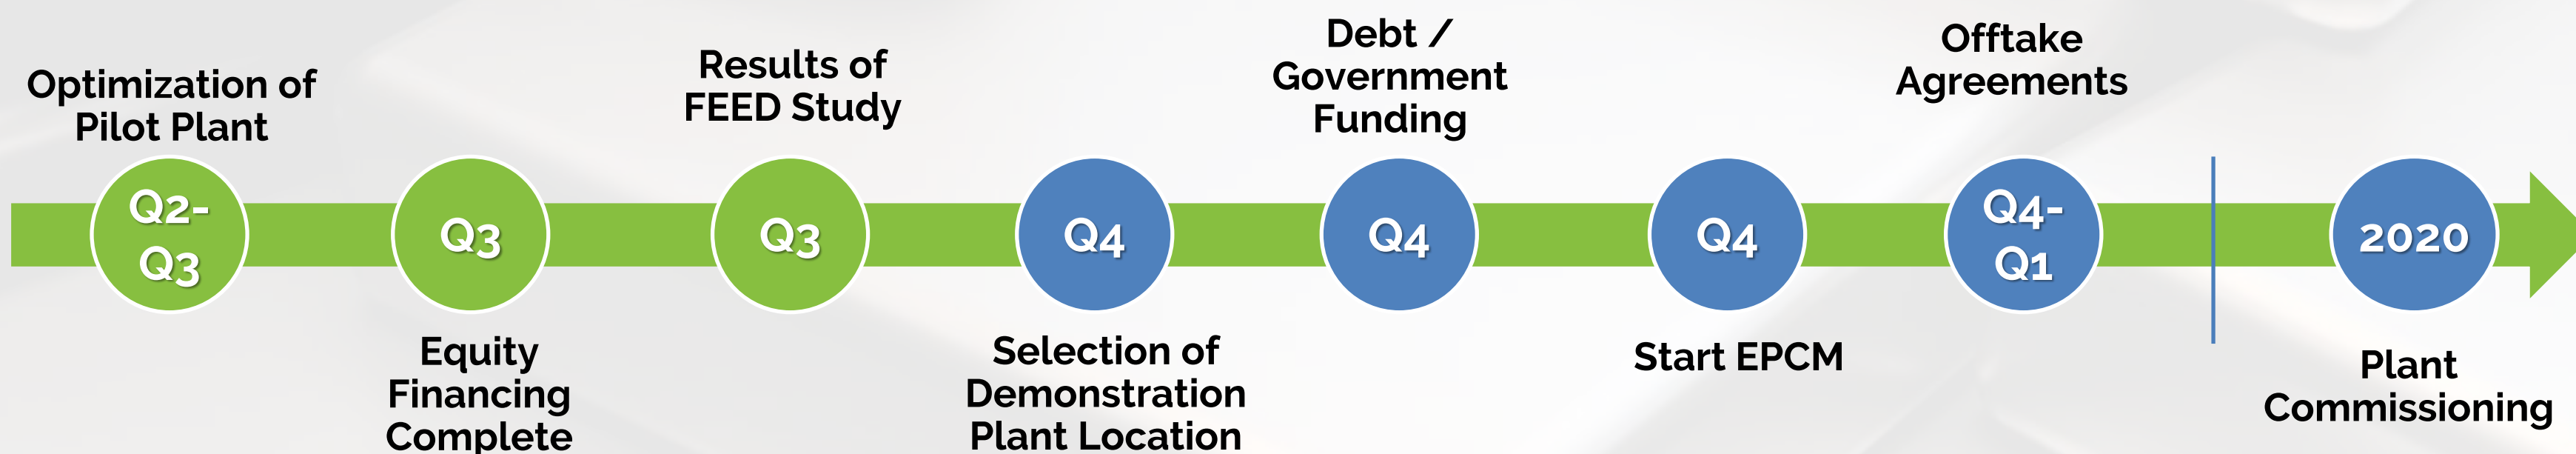 Optimization of
Pilot Plant
Q2-
Q3
Q3
Equity
Financing
Complete
Results of
FEED Study
Q3
Q4
Selection of
Demonstration
Plant Location
Debt /
Government
Funding
Q4
Q4
Start EPCM
Offtake
Agreements
Q4-
Q1
2020
Plant
Commissioning